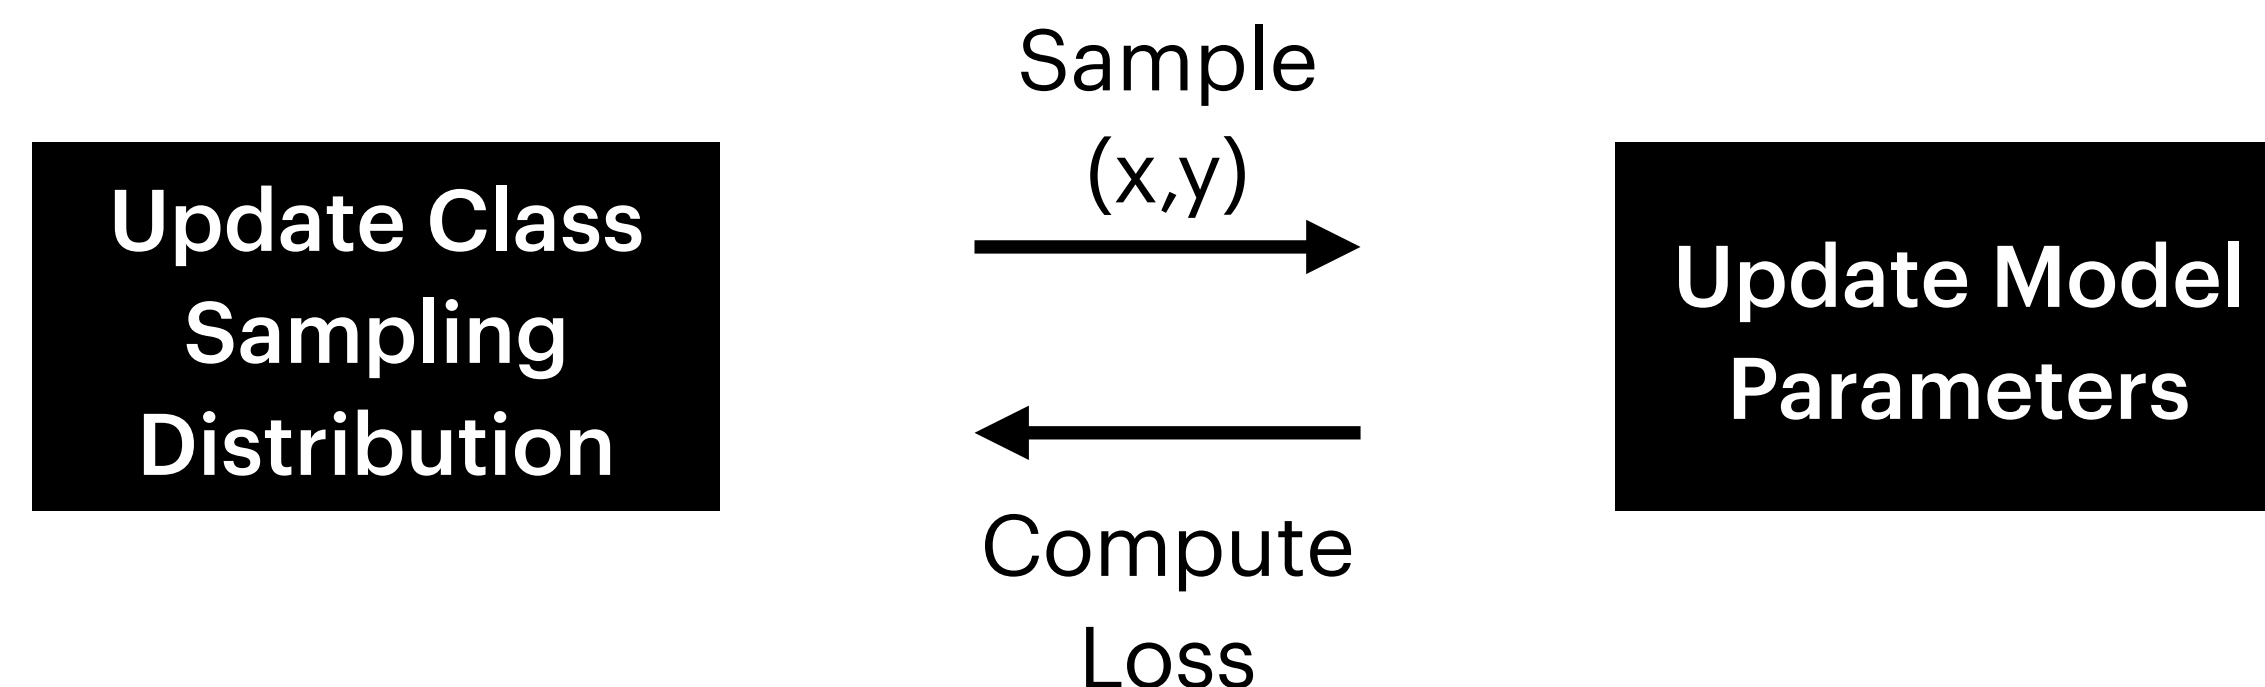 Sample
(x,y)
Update Class
Sampling
Distribution
Update Model
Parameters
Compute
Loss